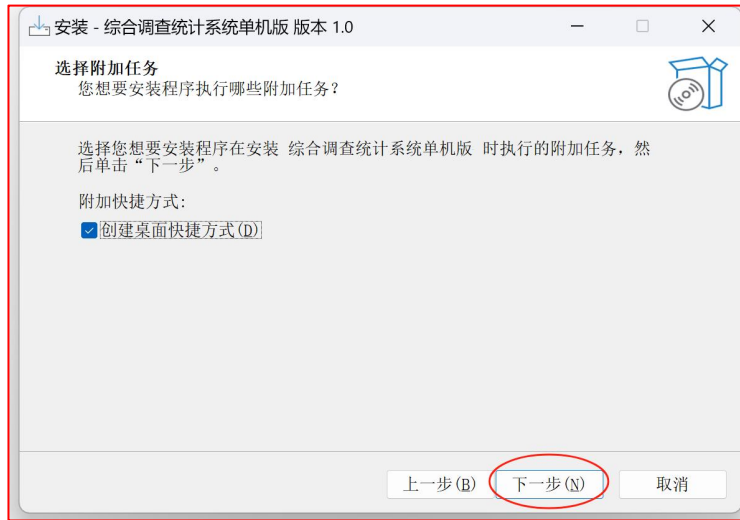 安装 - 综合调查统计系统单机版 版本 1.0
选择附加任务
您想要安装程序执行哪些附加任务?
选择您想要安装程序在安装 综合调查统计系统单机版 时执行的附加任务，然
后单击“下一步”。
附加快捷方式:
创建桌面快捷方式(D)
上一步(B) 下一步(N) 取消